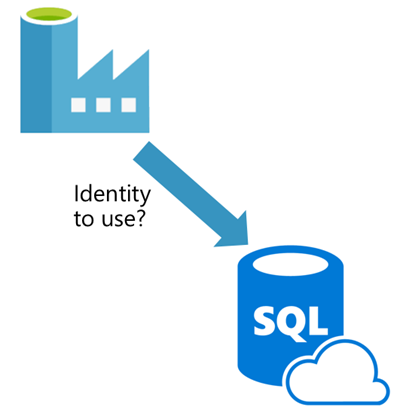 Identity
to use?
SQL